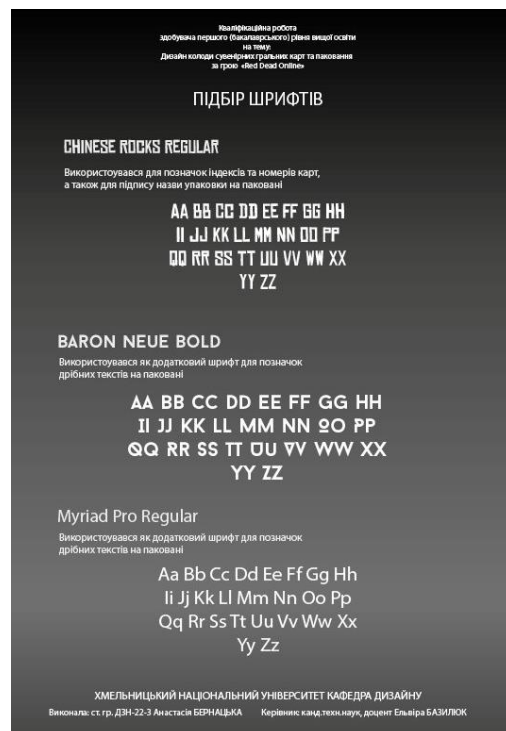 Кваліфікаційна робота
здобувача першого (бакалаврського) рівня вищої освіти
на тему:
Дизайн колоди сувенірних гральних карт та паковання
за грою «Red Dead Online»
ПІДБІР ШРИФТІВ
CHINESE ROCKS REGULAR
Використоувався для позначок індексів та номерів карт,
а також для підпису назви упаковки на паковані
AA BB CC DD EE FF GG HH
II JJ KK LL MM NN OO PP
QQ RR SS TT UU VV WW XX
YY ZZ
BARON NEUE BOLD
Використоувався як додатковий шрифт для позначок
дрібних текстів на паковані
AA BB CC DD EE FF GG HH
II JJ KK LL MM NN OO PP
QQ RR SS TT UU VV WW XX
YY ZZ
Myriad Pro Regular
Використоувався як додатковий шрифт для позначок
дрібних текстів на паковані
Aa Bb Cc Dd Ee Ff Gg Hh
Ii Jj Kk Ll Mm Nn Oo Pp
Qq Rr Ss Tt Uu Vv Ww Xx
Yy Zz
ХМЕЛЬНИЦЬКИЙ НАЦІОНАЛЬНИЙ УНІВЕРСИТЕТ КАФЕДРА ДИЗАЙНУ
Виконала: ст. гр. ДЗН-22-3 Анастасія БЕРНАЦЬКА Керівник: канд.техн.наук, доцент Ельвіра БАЗИЛЮК